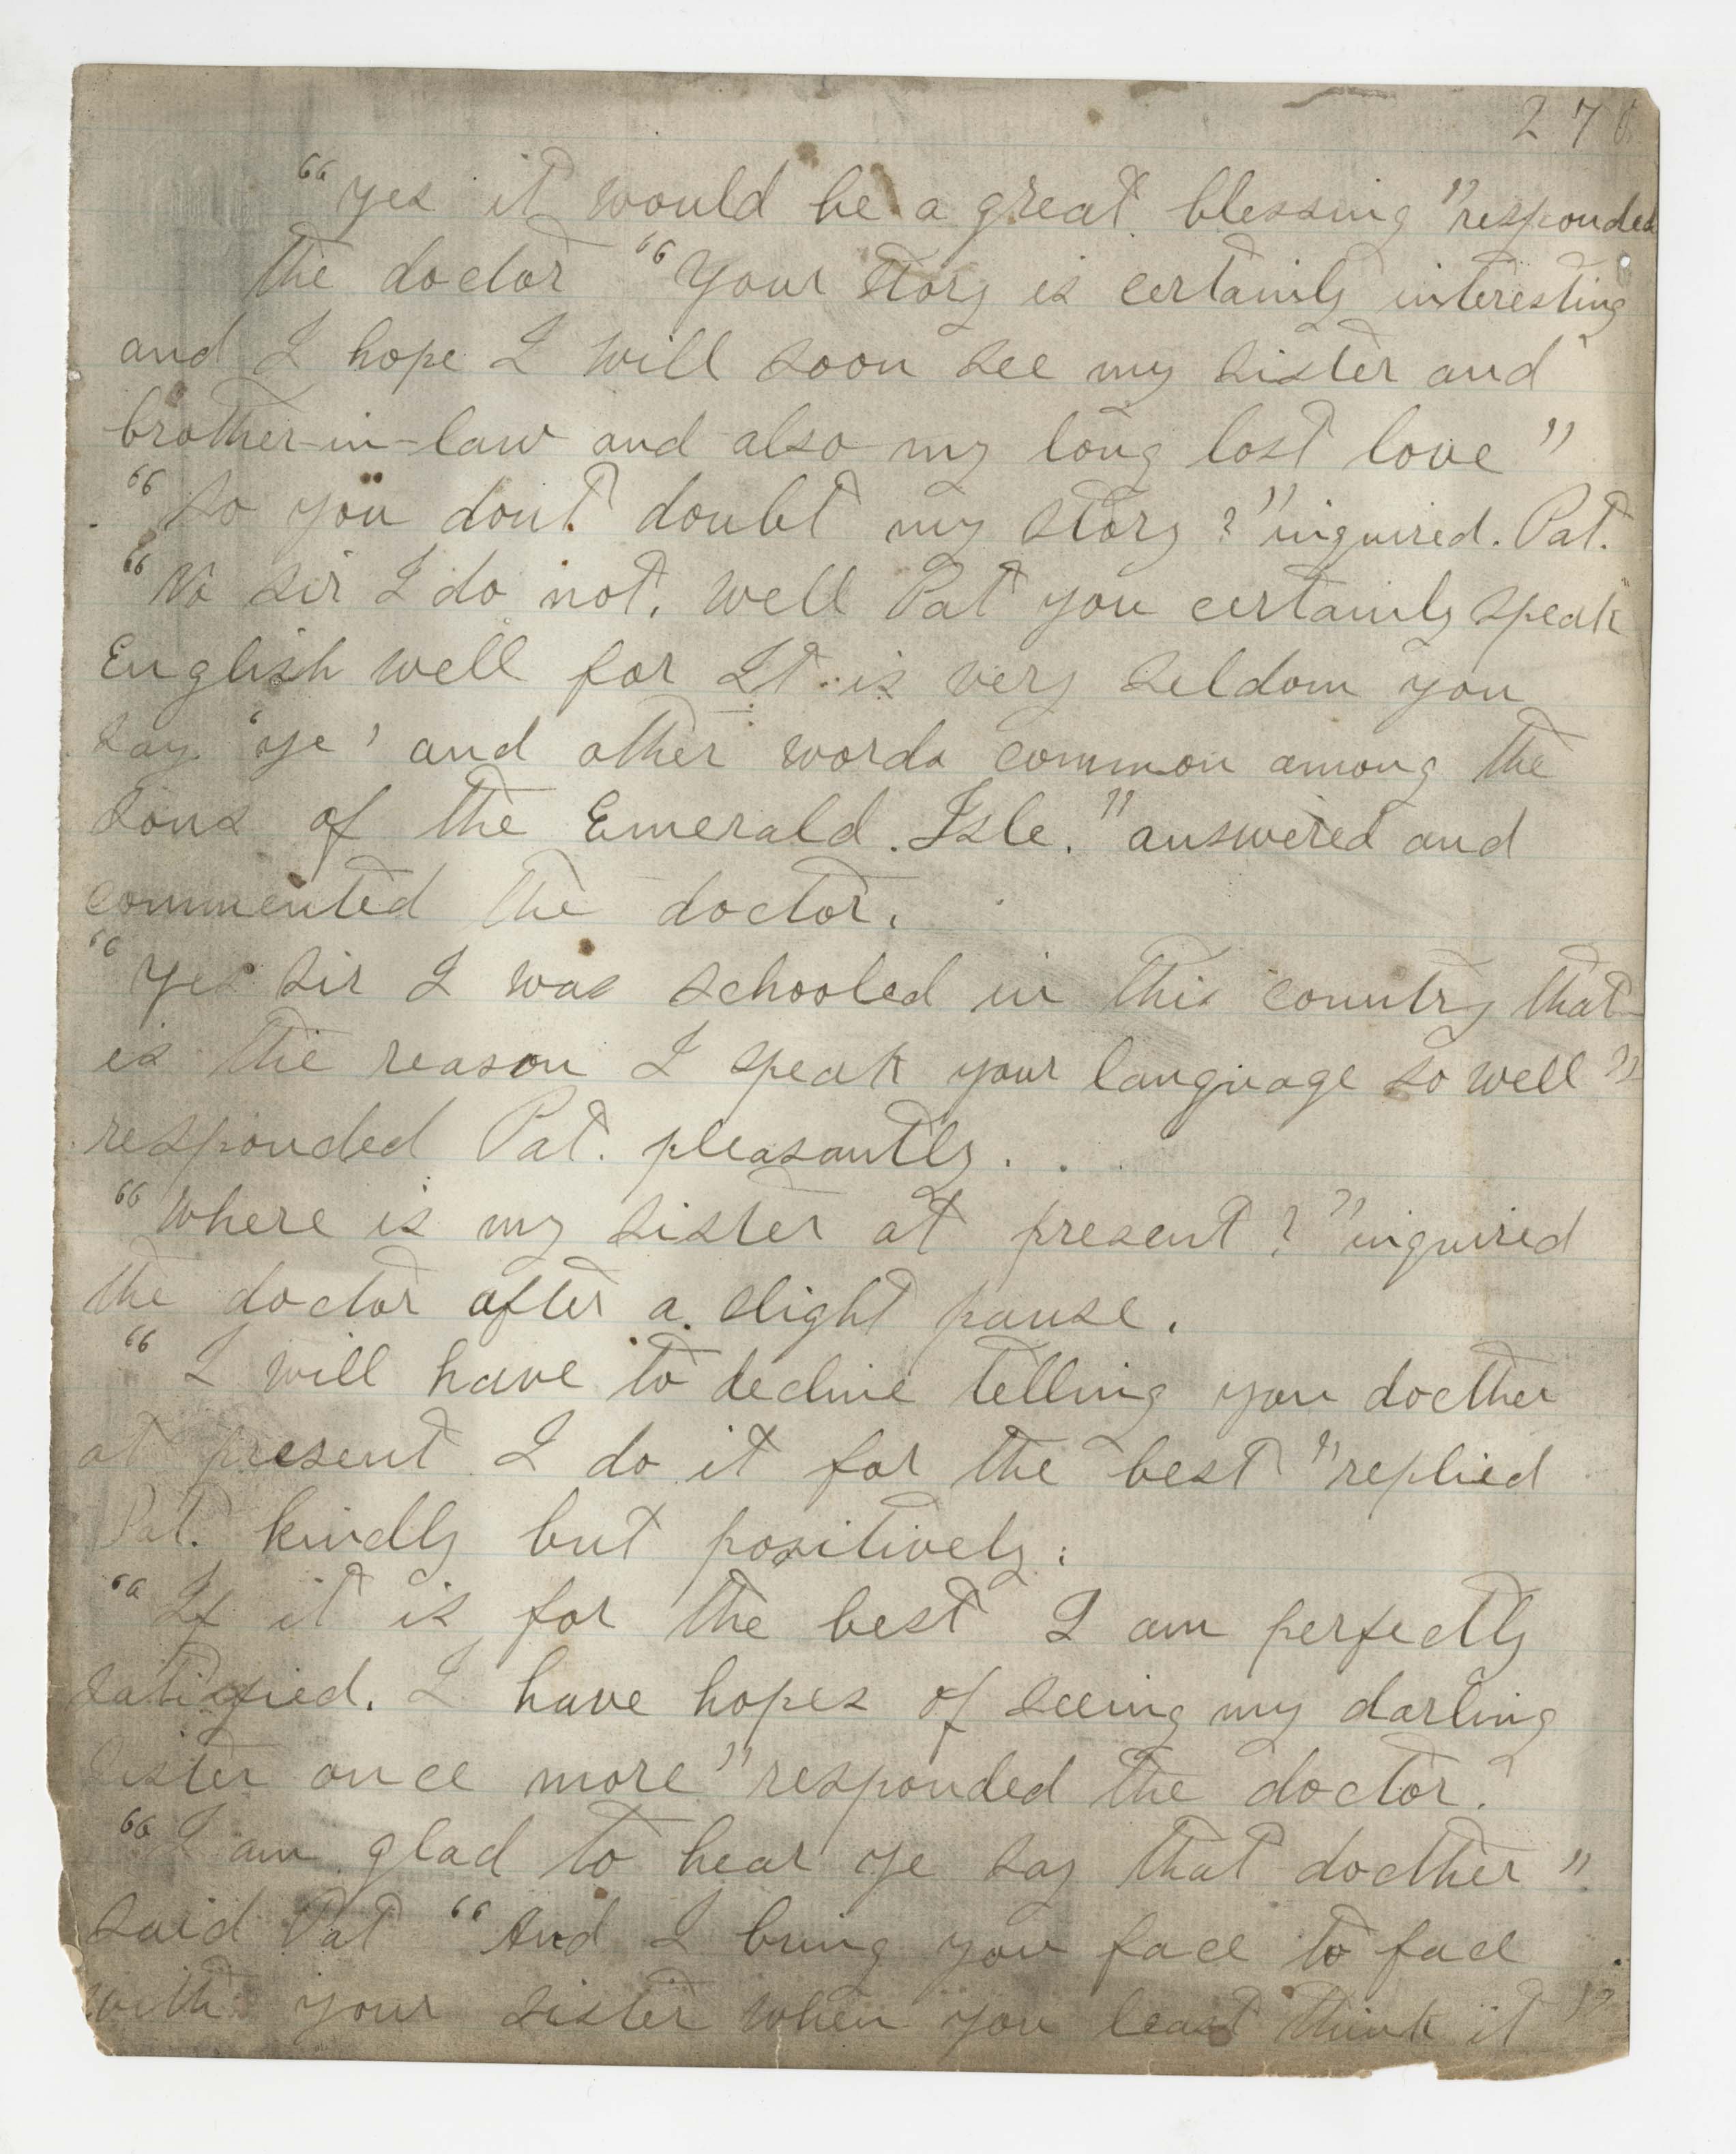 27
"Yes it would be a great blessing" responded
the doctor "Your story is certainly interesting
and I hope I will soon see my sister and
brother-in-law and also my long lost love"
"So you dont doubt my story?" inquired. Pat.
"No sir I do not. Well Pat you certainly speak
English well for It is very seldom you
say 'ye' and other words common among the
sons of the Emerald Isle." answered and
commented the doctor.
"Yes sir I was schooled in this country that
is the reason I speak your language so well"
responded Pat. pleasantly.
"Where is my sister at present?" inquired
the doctor after a slight pause.
"I will have to decline telling you docther
at present I do it for the best" replied
Pat. kindly but positively.
"If it is for the best I am perfectly
satisfied. I have hopes of seeing my darling
sister once more" responded the doctor.
"I am glad to hear ye say that docther"
said Pat "And I bring you face to face
with your sister when you least think it"